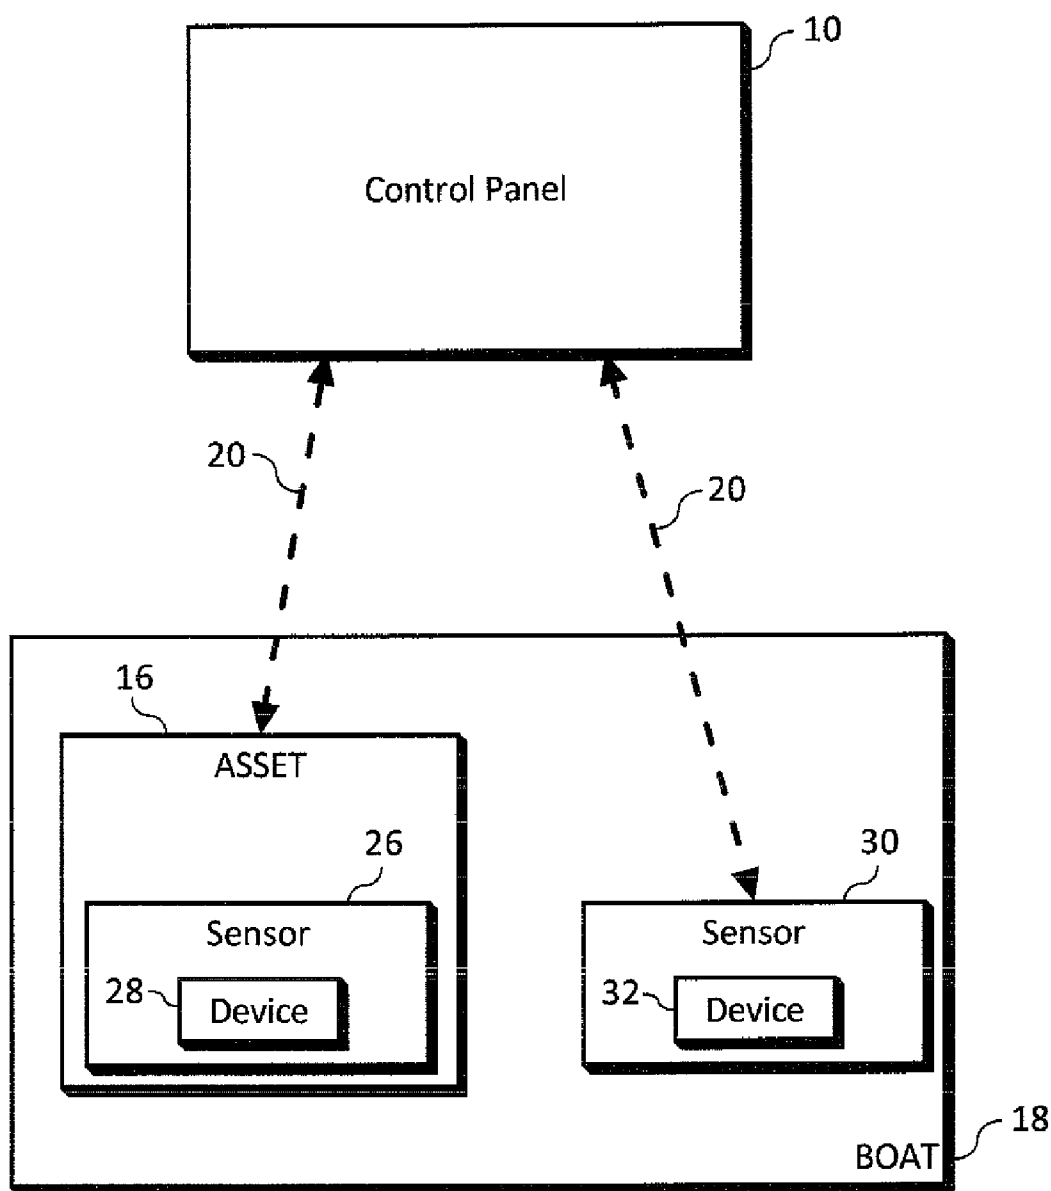 10
Control Panel
20
20
16
ASSET
26
30
Sensor
Sensor
28
Device
32
Device
18
BOAT